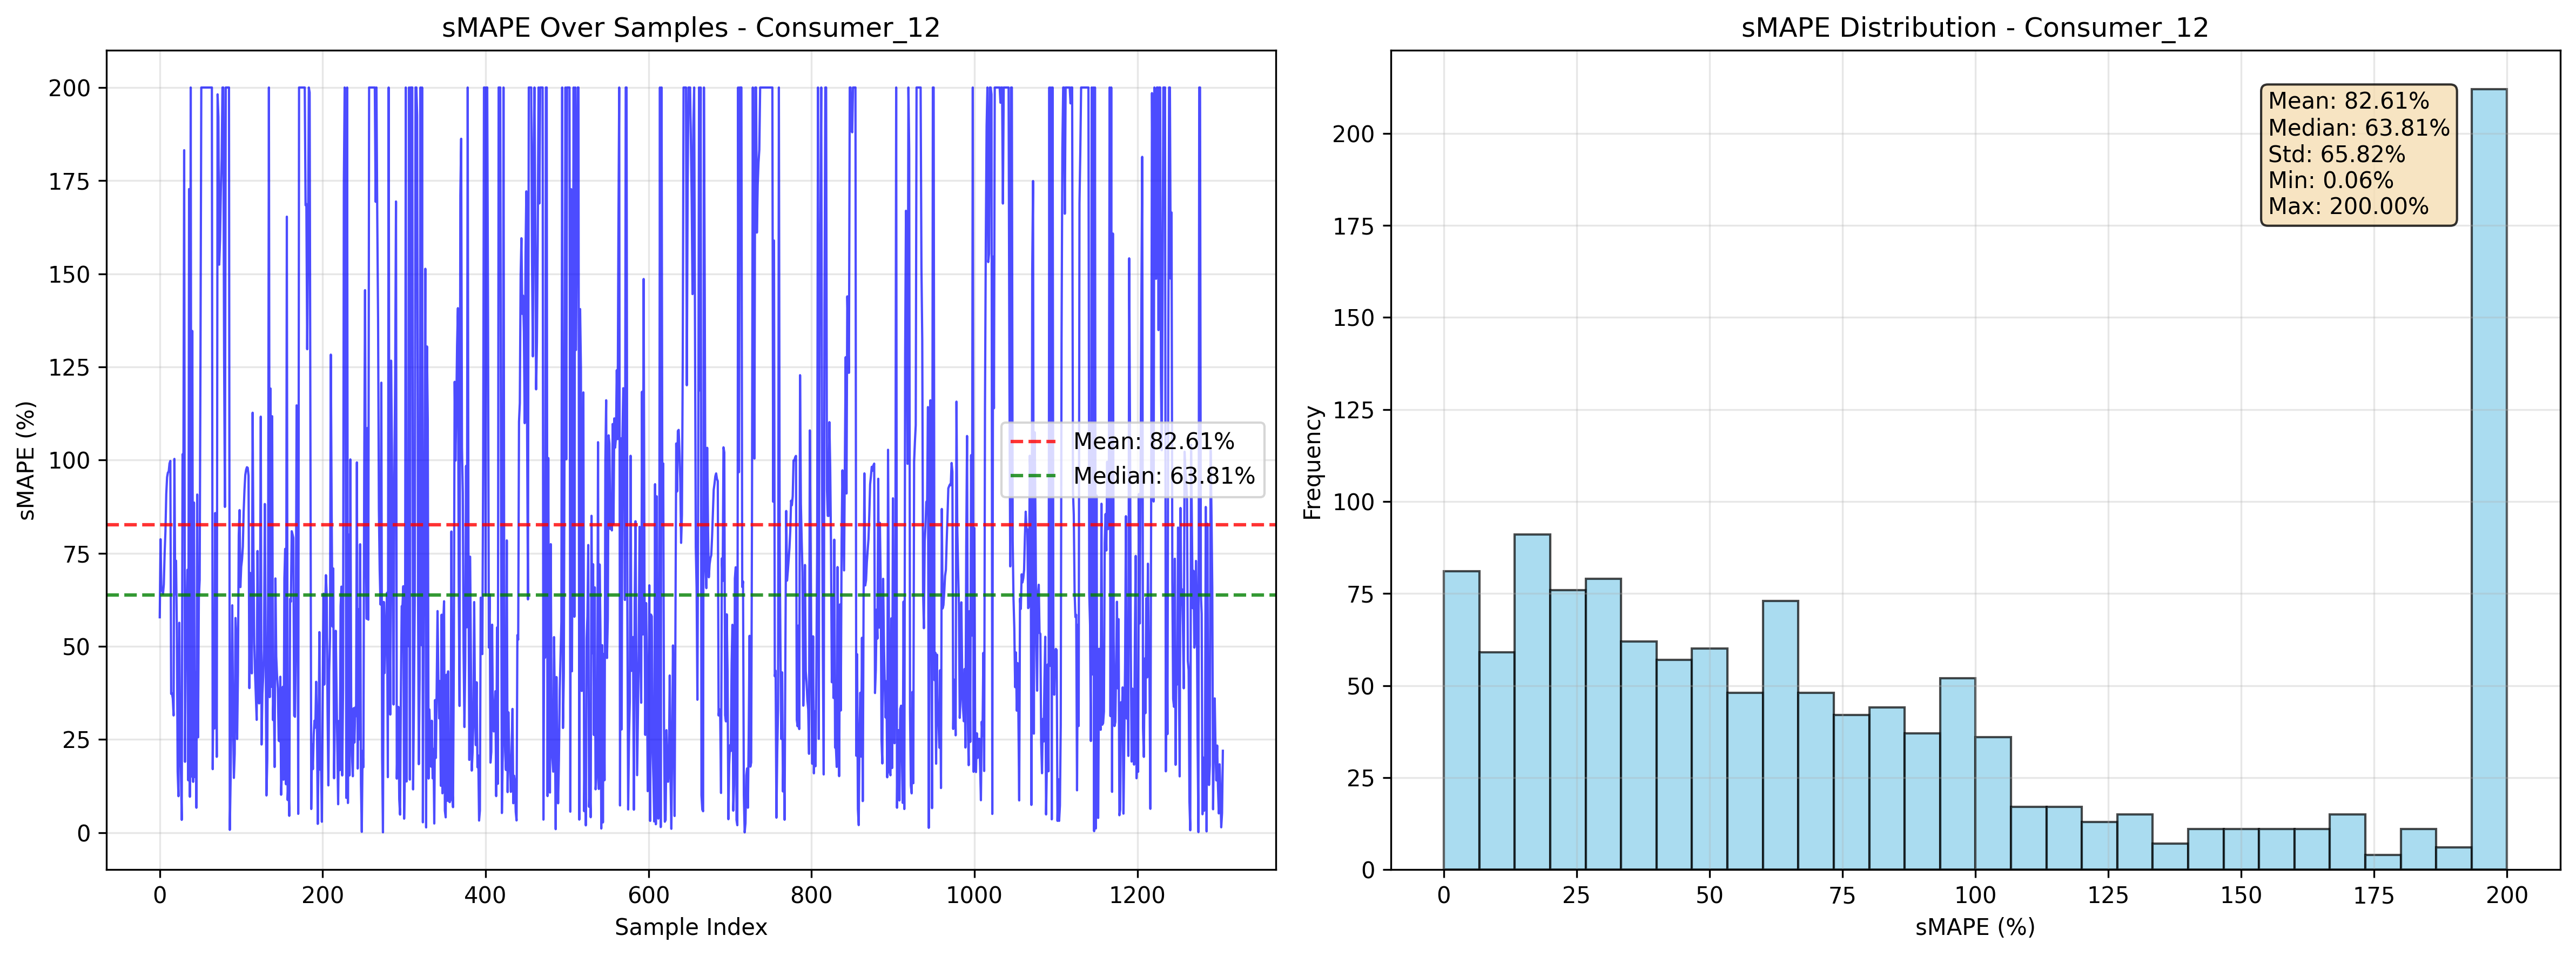 sMAPE Over Samples - Consumer_12
sMAPE (%)
200
175
150
125
100
75
50
25
0
Mean: 82.61%
Median: 63.81%
0
200
400
600
800
1000
1200
Sample Index
sMAPE Distribution - Consumer_12
Frequency
200
175
150
125
100
75
50
25
0
Mean: 82.61%
Median: 63.81%
Std: 65.82%
Min: 0.06%
Max: 200.00%
0
25
50
75
100
125
150
175
200
sMAPE (%)